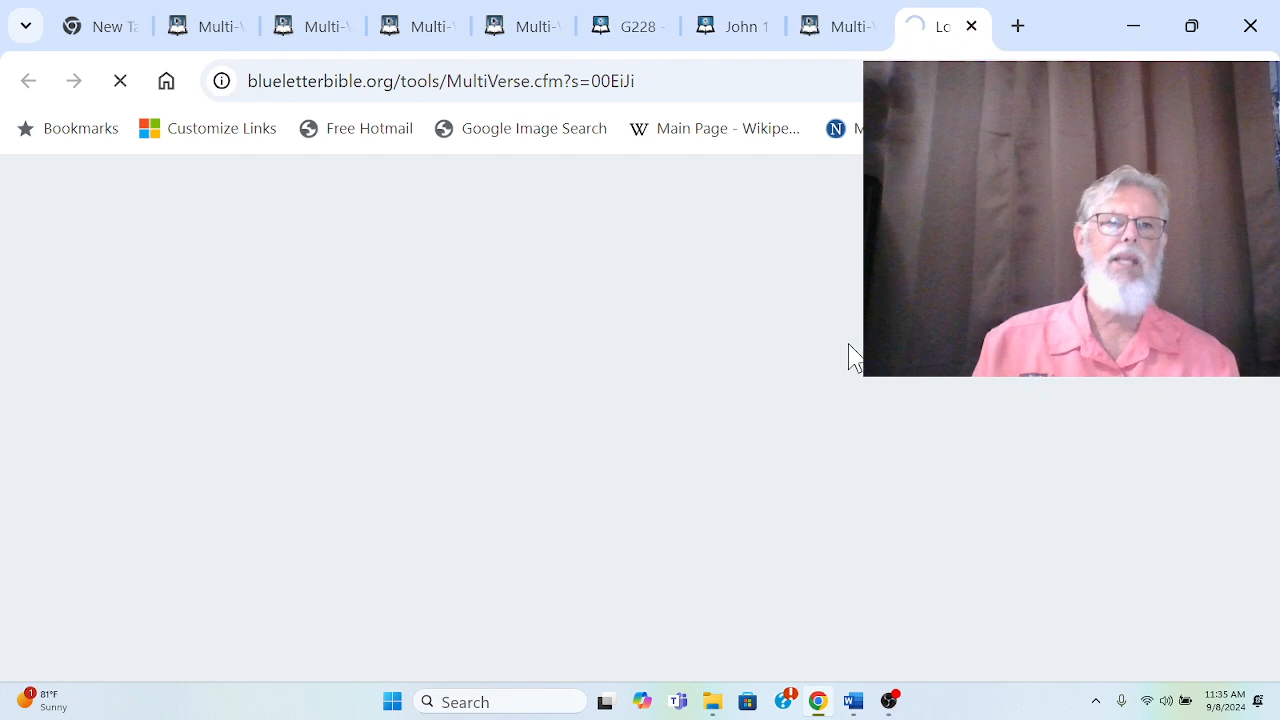 New Ta
Multi-V
Multi-V
Multi-V
Multi-V
G228 -
John 1
Multi-V
Lo
blueletterbible.org/tools/MultiVerse.cfm?s=00EiJi
Bookmarks
Customize Links
Free Hotmail
Google Image Search
W Main Page - Wikipe...
N M
1
81°F
Sunny
Search
11:35 AM
9/8/2024